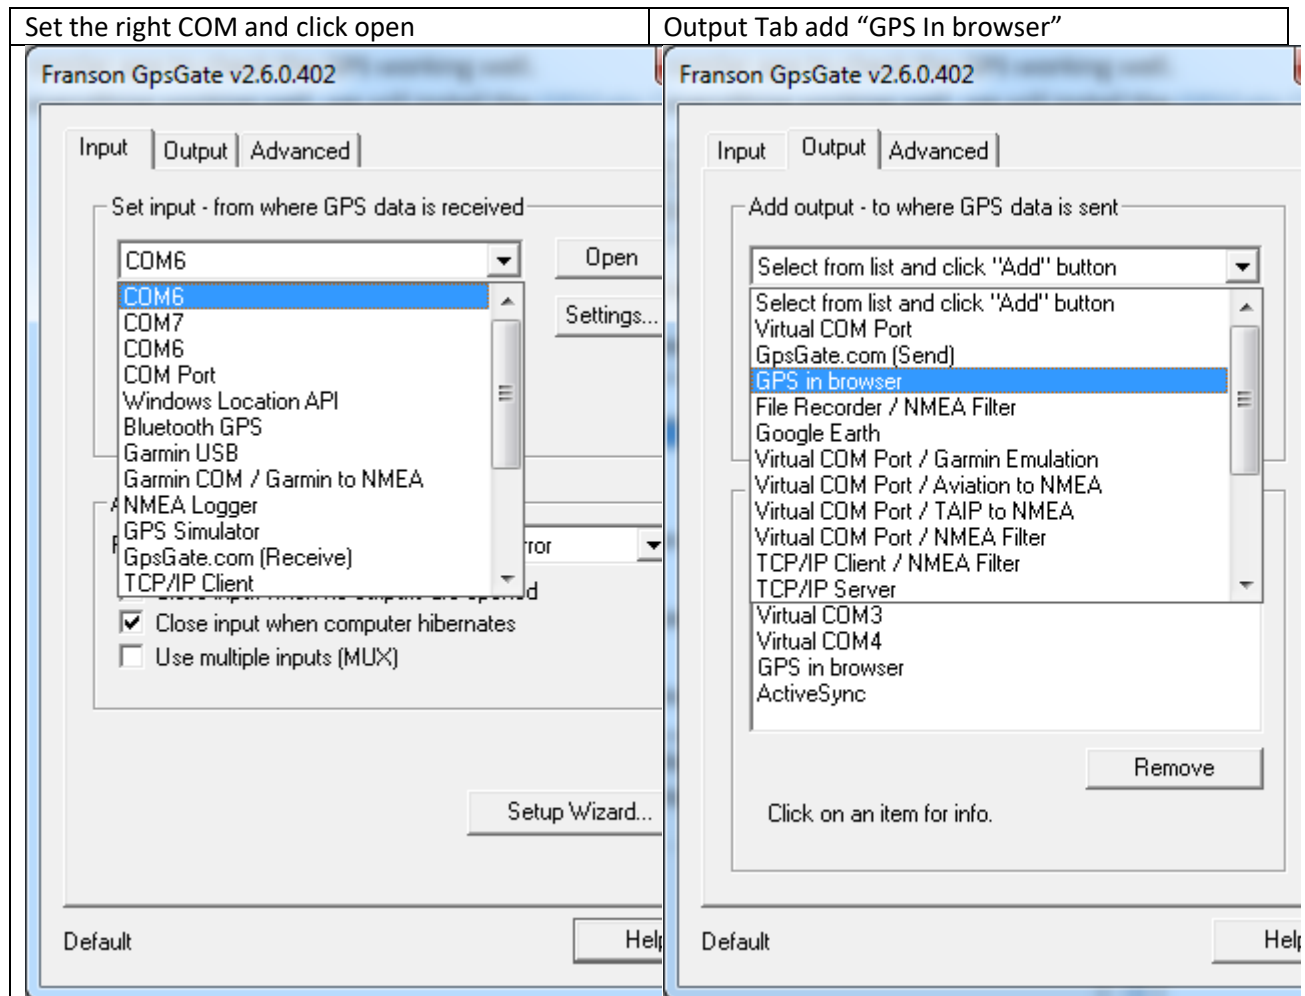 Set the right COM and click open
Output Tab add “GPS In browser”
Franson GpsGate v2.6.0.402
Input
Output
Advanced
Set input - from where GPS data is received
COM6
Open
COM6
COM7
COM6
COM Port
Windows Location API
Bluetooth GPS
Garmin USB
Garmin COM / Garmin to NMEA
NMEA Logger
GPS Simulator
GpsGate.com (Receive)
TCP/IP Client
Settings...
Close input when computer hibernates
Use multiple inputs (MUX)
Setup Wizard...
Default
Help
Franson GpsGate v2.6.0.402
Input
Output
Advanced
Add output - to where GPS data is sent
Select from list and click "Add" button
Select from list and click "Add" button
Virtual COM Port
GpsGate.com (Send)
GPS in browser
File Recorder / NMEA Filter
Google Earth
Virtual COM Port / Garmin Emulation
Virtual COM Port / Aviation to NMEA
Virtual COM Port / TAIP to NMEA
Virtual COM Port / NMEA Filter
TCP/IP Client / NMEA Filter
TCP/IP Server
Virtual COM3
Virtual COM4
GPS in browser
ActiveSync
Remove
Click on an item for info.
Default
Help